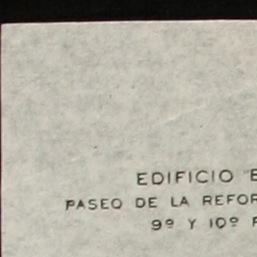 EDIFICIO "E
PASEO DE LA REFOR
9º Y 10º P